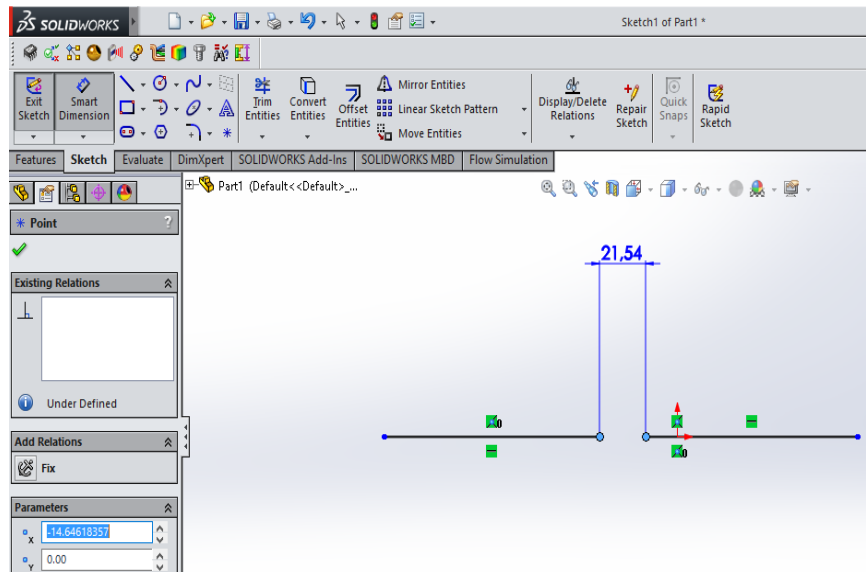 SOLIDWORKS
Sketch1 of Part1 *
Exit Sketch
Smart Dimension
Trim Entities
Convert Entities
Offset Entities
Mirror Entities
Linear Sketch Pattern
Move Entities
Display/Delete Relations
Repair Sketch
Quick Snaps
Rapid Sketch
Features Sketch Evaluate DimXpert SOLIDWORKS Add-Ins SOLIDWORKS MBD Flow Simulation
Part1 (Default<<Default>_...
Point ?
Existing Relations
Under Defined
Add Relations
Fix
Parameters
x -14.64618357
Y 0.00
21,54
0
0